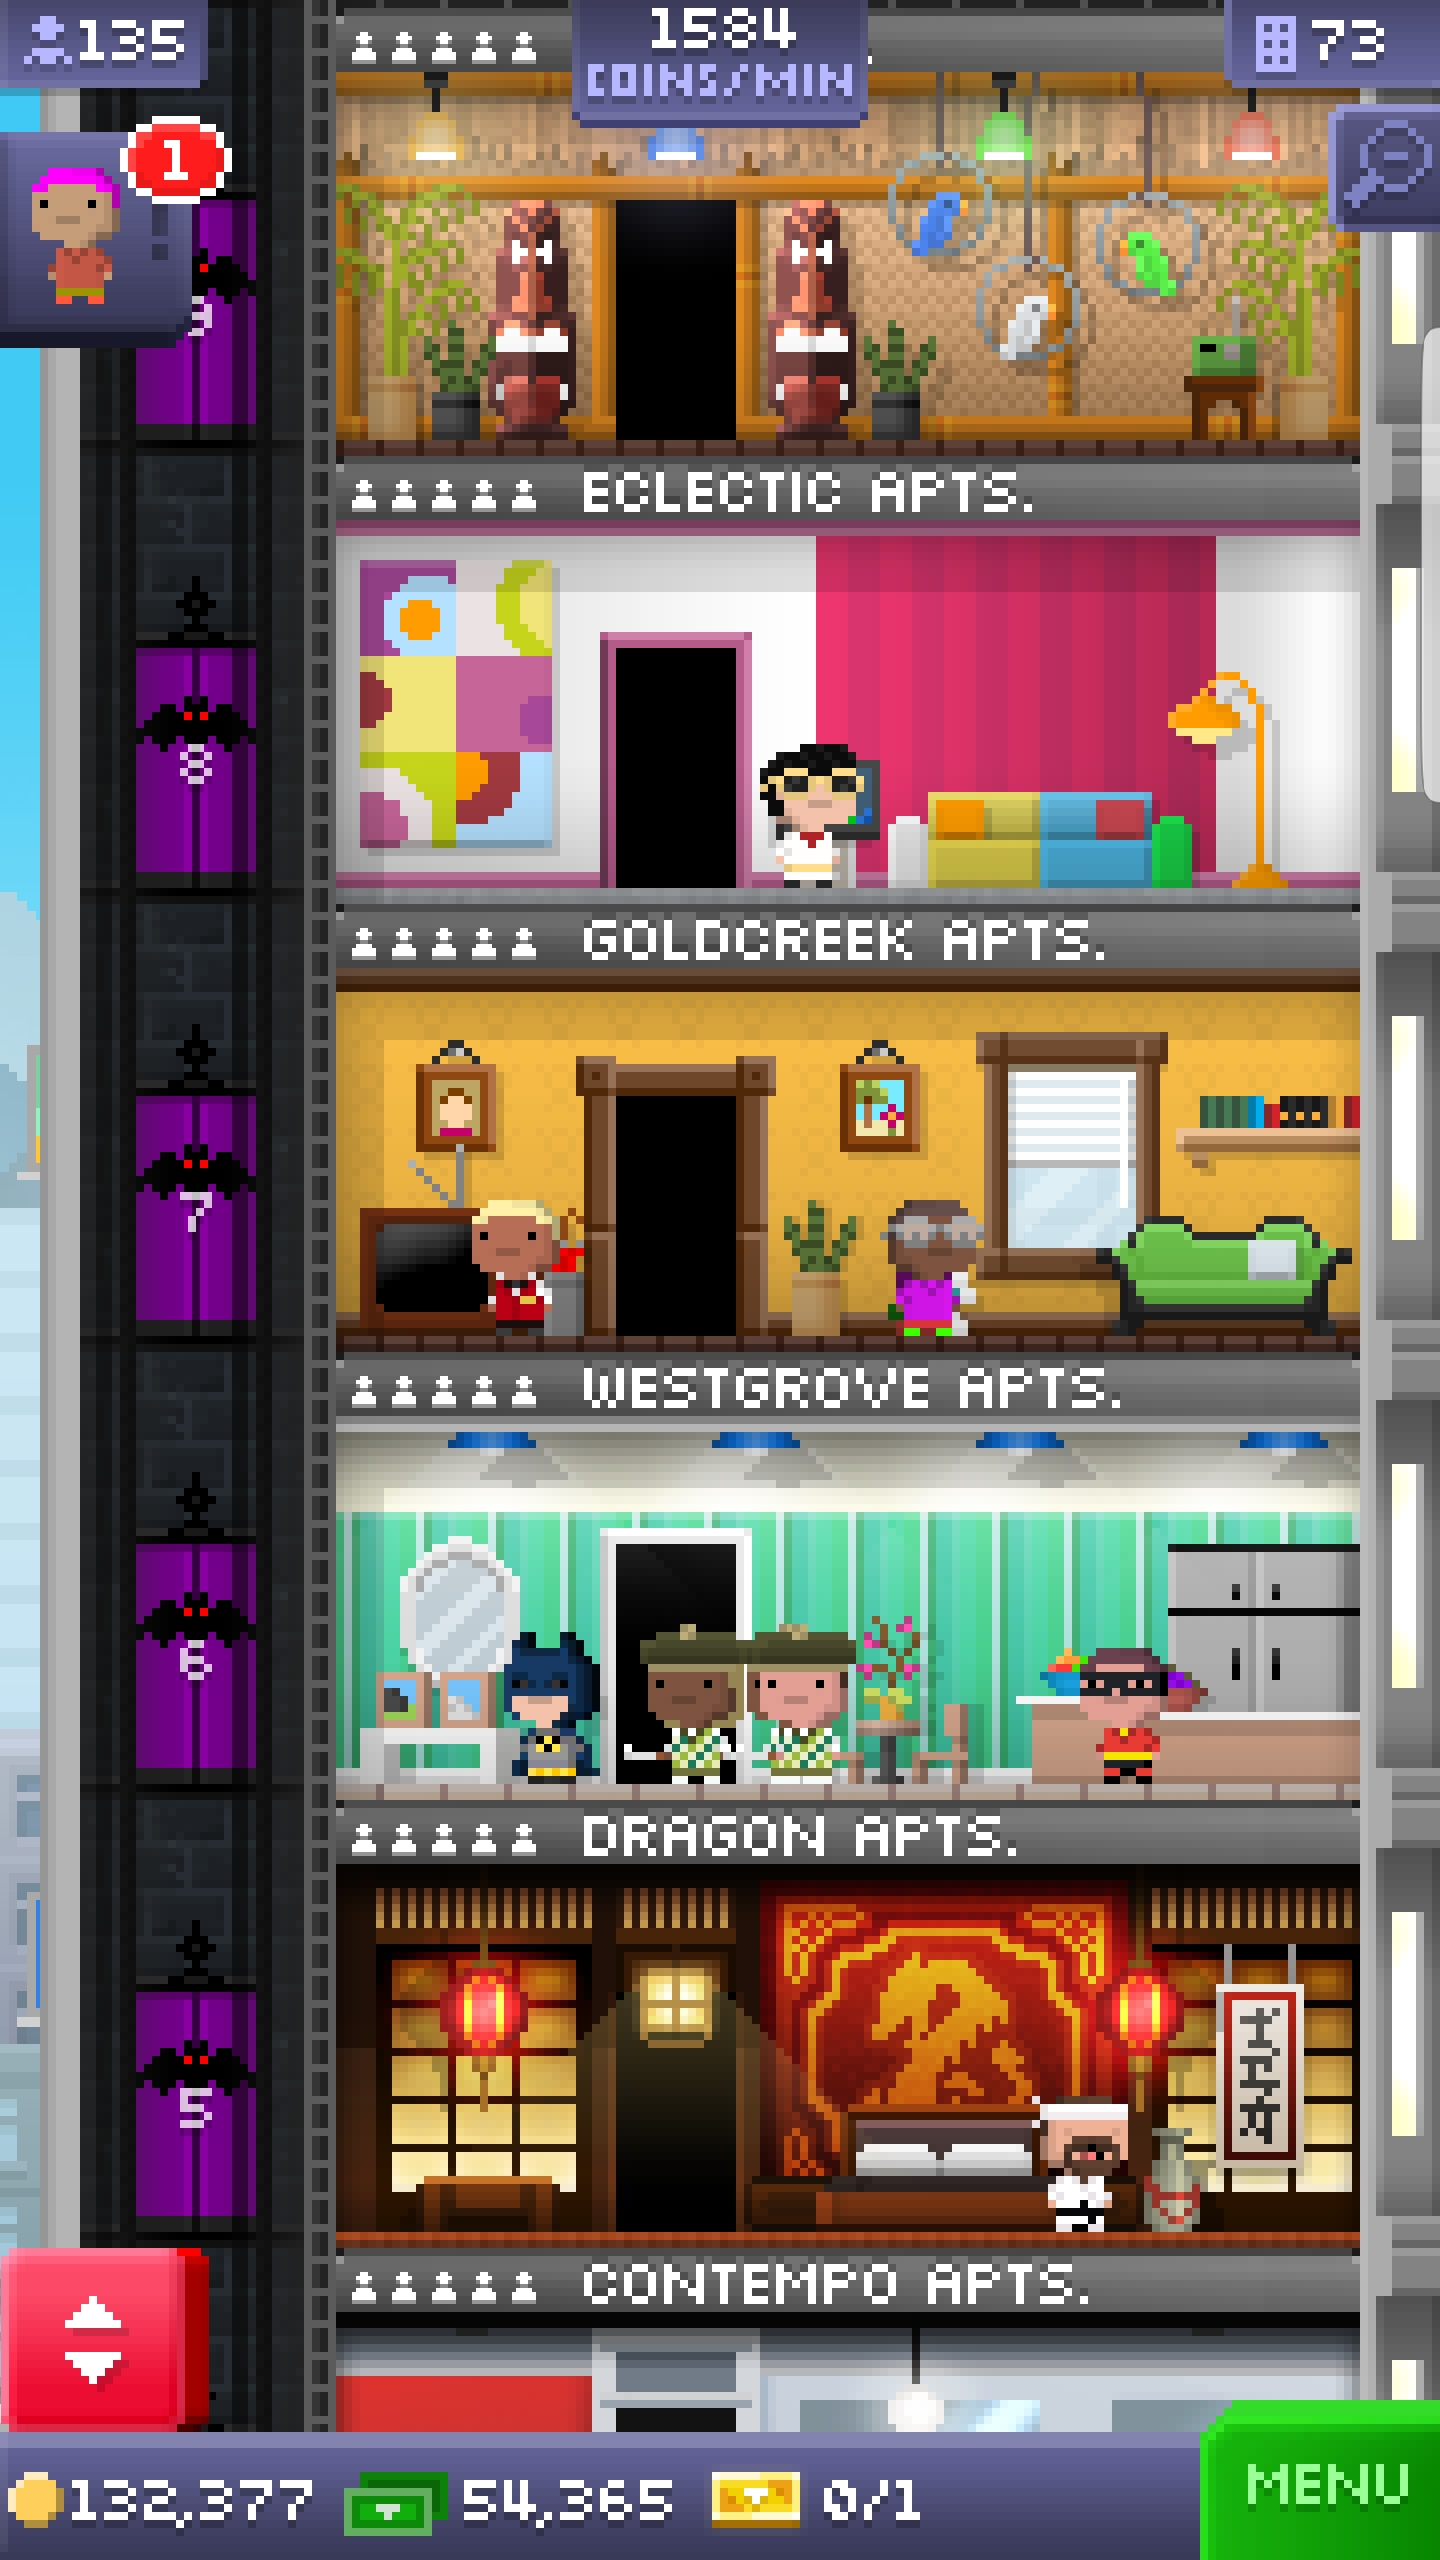 135
1584
COINS/MIN
73
1
9
ECLECTIC APTS.
8
GOLDCREEK APTS.
7
WESTGROVE APTS.
6
DRAGON APTS.
5
CONTEMPO APTS.
132,377
54,365
0/1
MENU